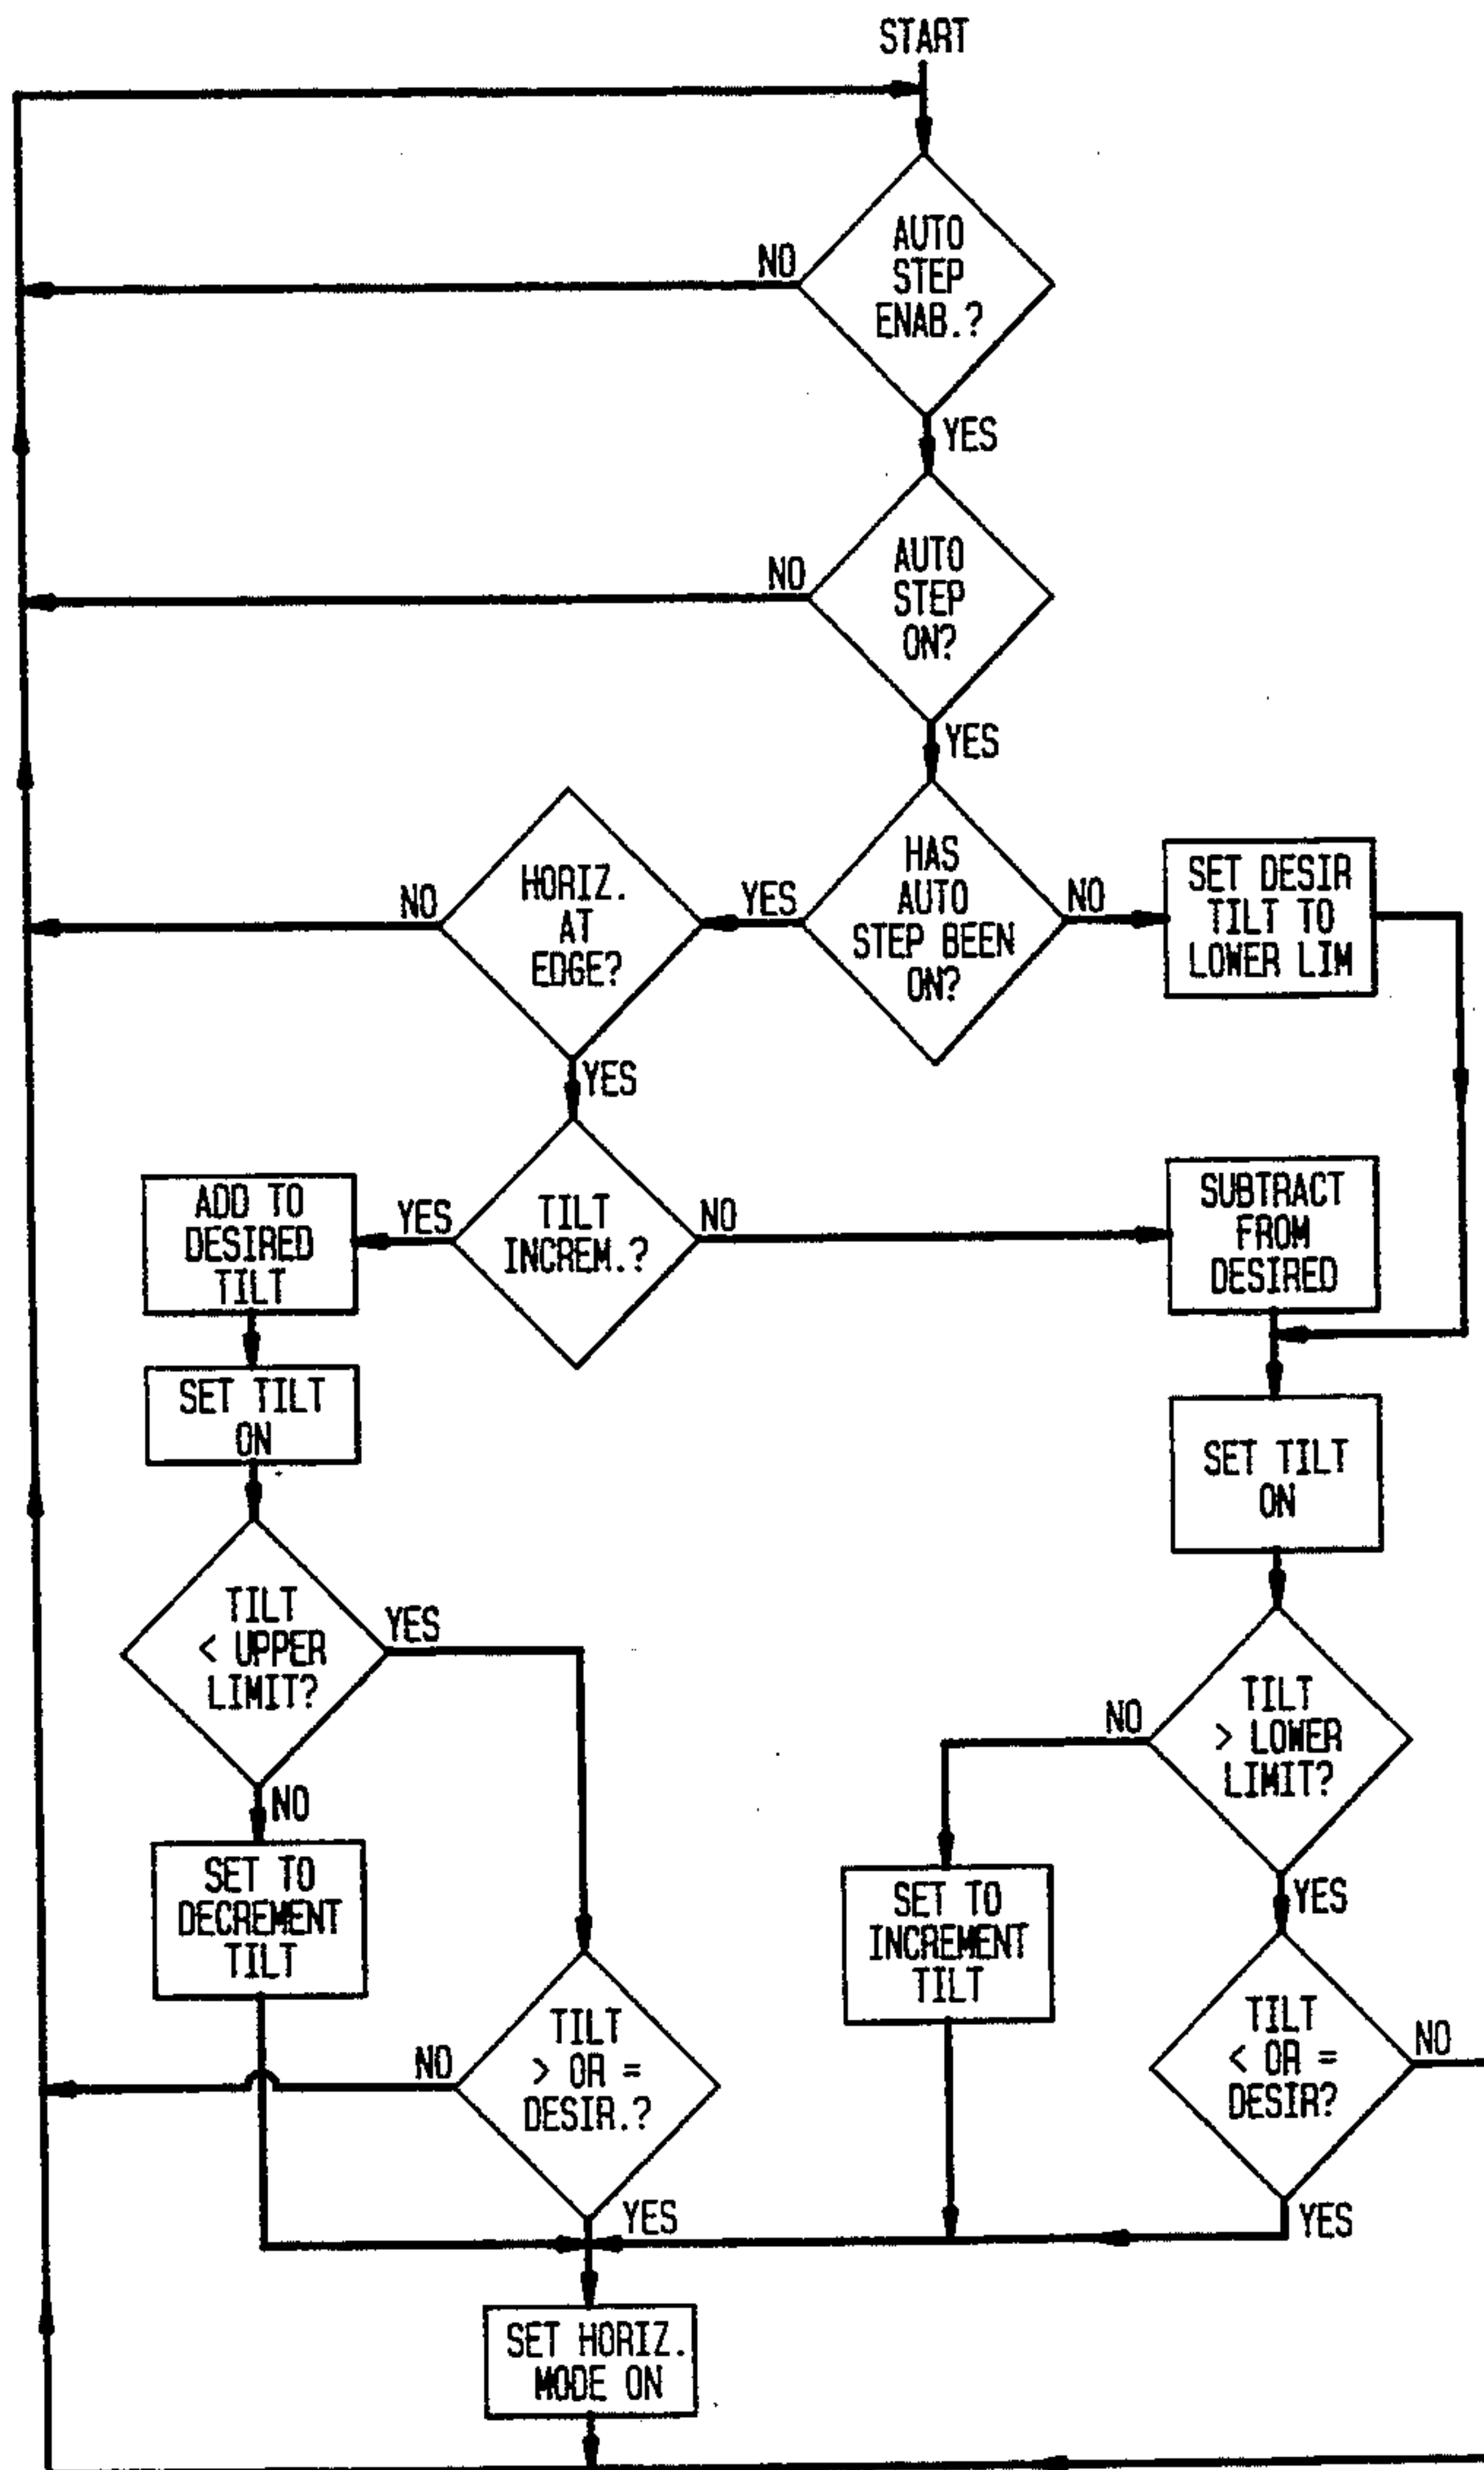 START
AUTO
STEP
ENAB.?
NO
YES
AUTO
STEP
ON?
NO
YES
HAS
AUTO
STEP BEEN
ON?
YES
NO
HORIZ.
AT
EDGE?
NO
YES
SET DESIR
TILT TO
LOWER LIM
TILT
INCREM.?
YES
NO
ADD TO
DESIRED
TILT
SUBTRACT
FROM
DESIRED
SET TILT
ON
SET TILT
ON
TILT
< UPPER
LIMIT?
YES
NO
TILT
> LOWER
LIMIT?
NO
YES
SET TO
DECREMENT
TILT
SET TO
INCREMENT
TILT
TILT
> OR =
DESIR.?
NO
YES
TILT
< OR =
DESIR?
NO
YES
SET HORIZ.
MODE ON